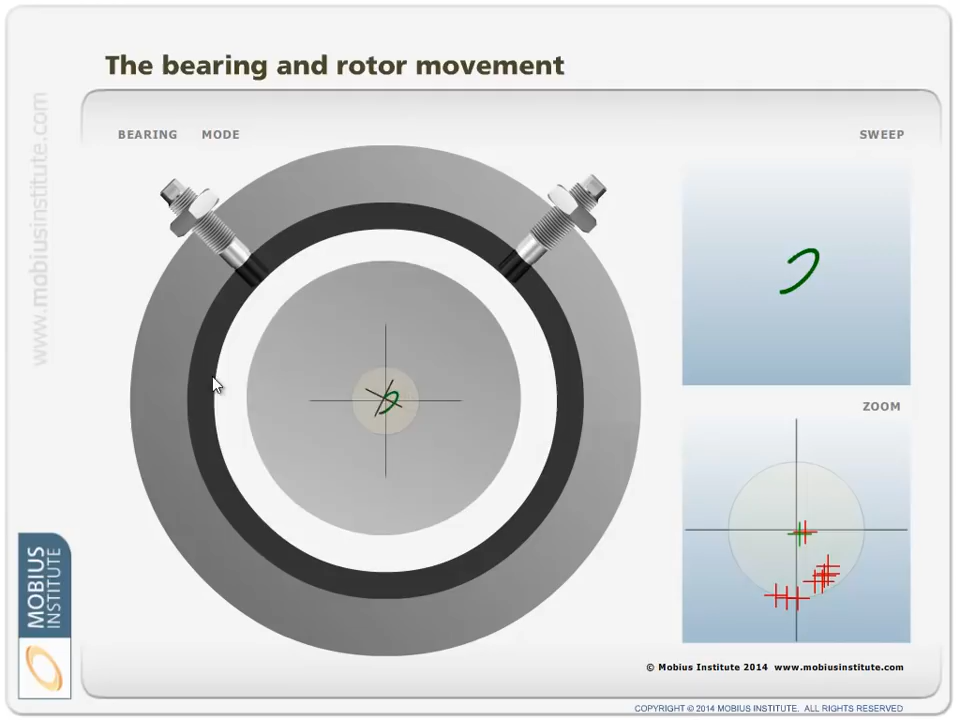 The bearing and rotor movement
www.mobiusinstitute.com
BEARING MODE
SWEEP
ZOOM
MOBIUS
INSTITUTE
© Mobius Institute 2014 www.mobiusinstitute.com
COPYRIGHT © 2014 MOBIUS INSTITUTE. ALL RIGHTS RESERVED